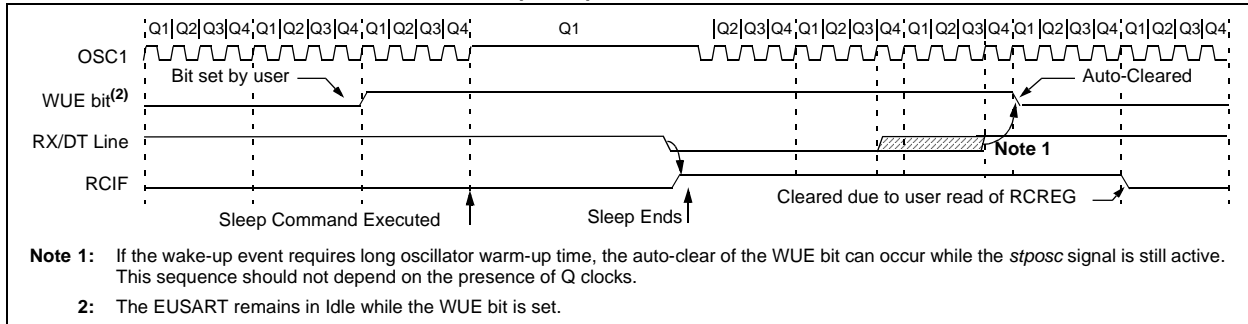 Q1 Q2 Q3 Q4 Q1 Q2 Q3 Q4 Q1 Q2 Q3 Q4 Q1 Q2 Q3 Q4 Q1 Q2 Q3 Q4 Q1 Q2 Q3 Q4 Q1 Q2 Q3 Q4 Q1 Q2 Q3 Q4
OSC1
Bit set by user
Auto-Cleared
WUE bit(2)
RX/DT Line
Note 1
RCIF
Cleared due to user read of RCREG
Sleep Command Executed
Sleep Ends
Note 1: If the wake-up event requires long oscillator warm-up time, the auto-clear of the WUE bit can occur while the stposc signal is still active.
This sequence should not depend on the presence of Q clocks.
2: The EUSART remains in Idle while the WUE bit is set.